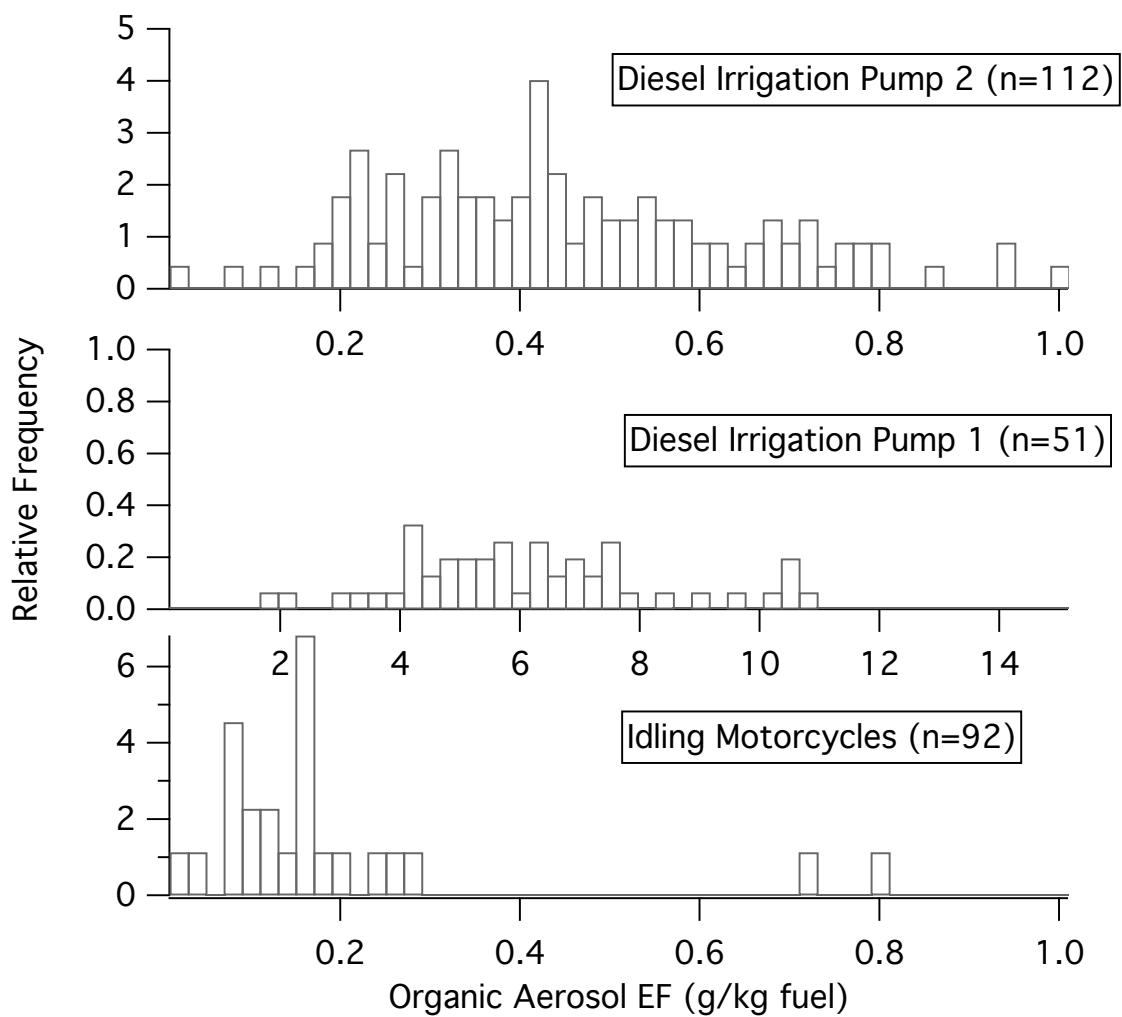 5
4
3
2
1
0
Diesel Irrigation Pump 2 (n=112)
0.2 0.4 0.6 0.8 1.0
Relative Frequency
1.0
0.8
0.6
0.4
0.2
0.0
Diesel Irrigation Pump 1 (n=51)
2 4 6 8 10 12 14
6
4
2
0
Idling Motorcycles (n=92)
0.2 0.4 0.6 0.8 1.0
Organic Aerosol EF (g/kg fuel)